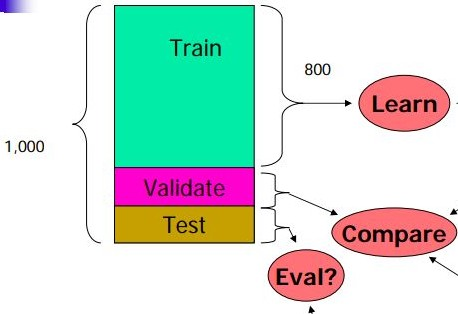 Train
800
Learn
1,000
Validate
Test
Compare
Eval?